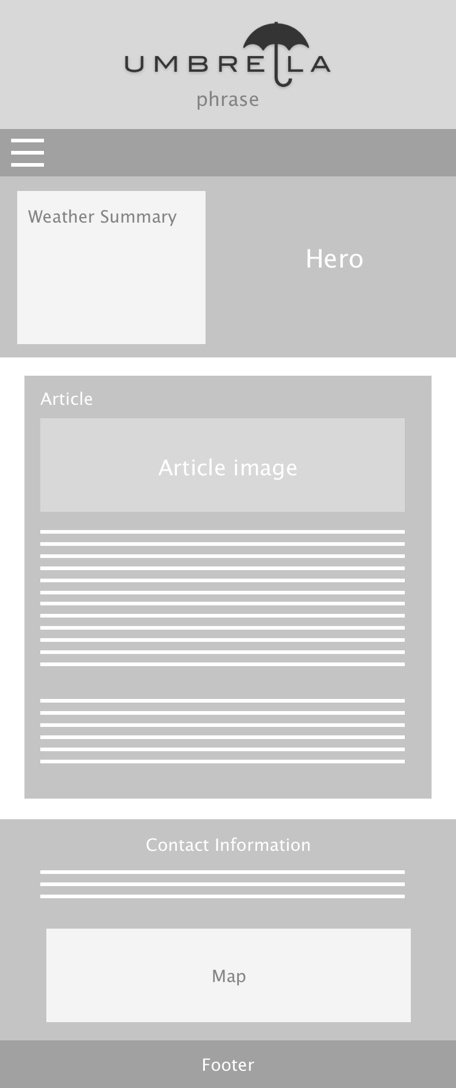 UMBRELLA
phrase
Weather Summary
Hero
Article
Article image
Contact Information
Map
Footer